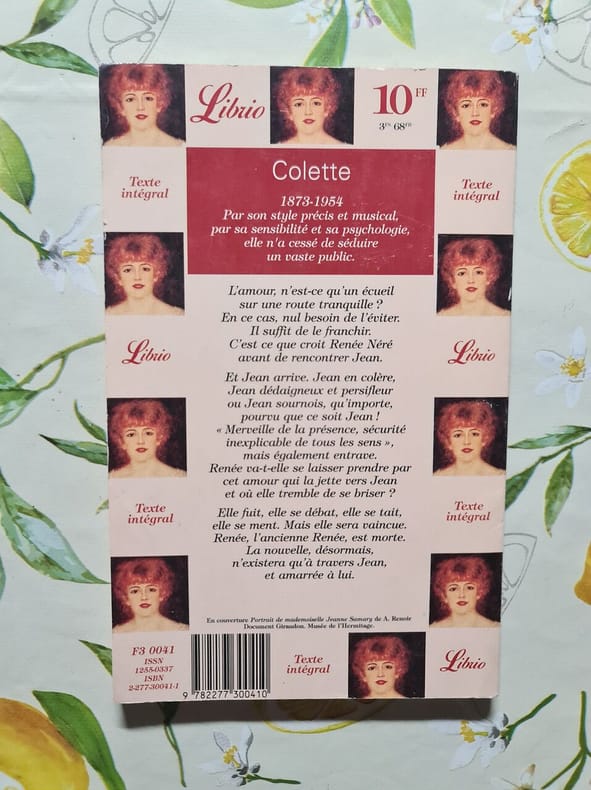 Librio
10 FF
3FS 68FB
Texte
intégral
Texte
intégral
Colette
1873-1954
Par son style précis et musical,
par sa sensibilité et sa psychologie,
elle n'a cessé de séduire
un vaste public.
L'amour, n'est-ce qu'un écueil
sur une route tranquille ?
En ce cas, nul besoin de l'éviter.
Il suffit de le franchir.
C'est ce que croit Renée Néré
avant de rencontrer Jean.
Librio
Librio
Et Jean arrive. Jean en colère,
Jean dédaigneux et persifleur
ou Jean sournois, qu'importe,
pourvu que ce soit Jean !
« Merveille de la présence, sécurité
inexplicable de tous les sens »,
mais également entrave.
Renée va-t-elle se laisser prendre par
cet amour qui la jette vers Jean
et où elle tremble de se briser ?
Texte
intégral
Texte
intégral
Elle fuit, elle se débat, elle se tait,
elle se ment. Mais elle sera vaincue.
Renée, l'ancienne Renée, est morte.
La nouvelle, désormais,
n'existera qu'à travers Jean,
et amarrée à lui.
En couverture Portrait de mademoiselle Jeanne Samary de A. Renoir
Document Giraudon. Musée de l'Hermitage.
F3 0041
ISSN
1255-0337
ISBN
2-277-30041-1
9 782277 300410
Texte
intégral
Librio